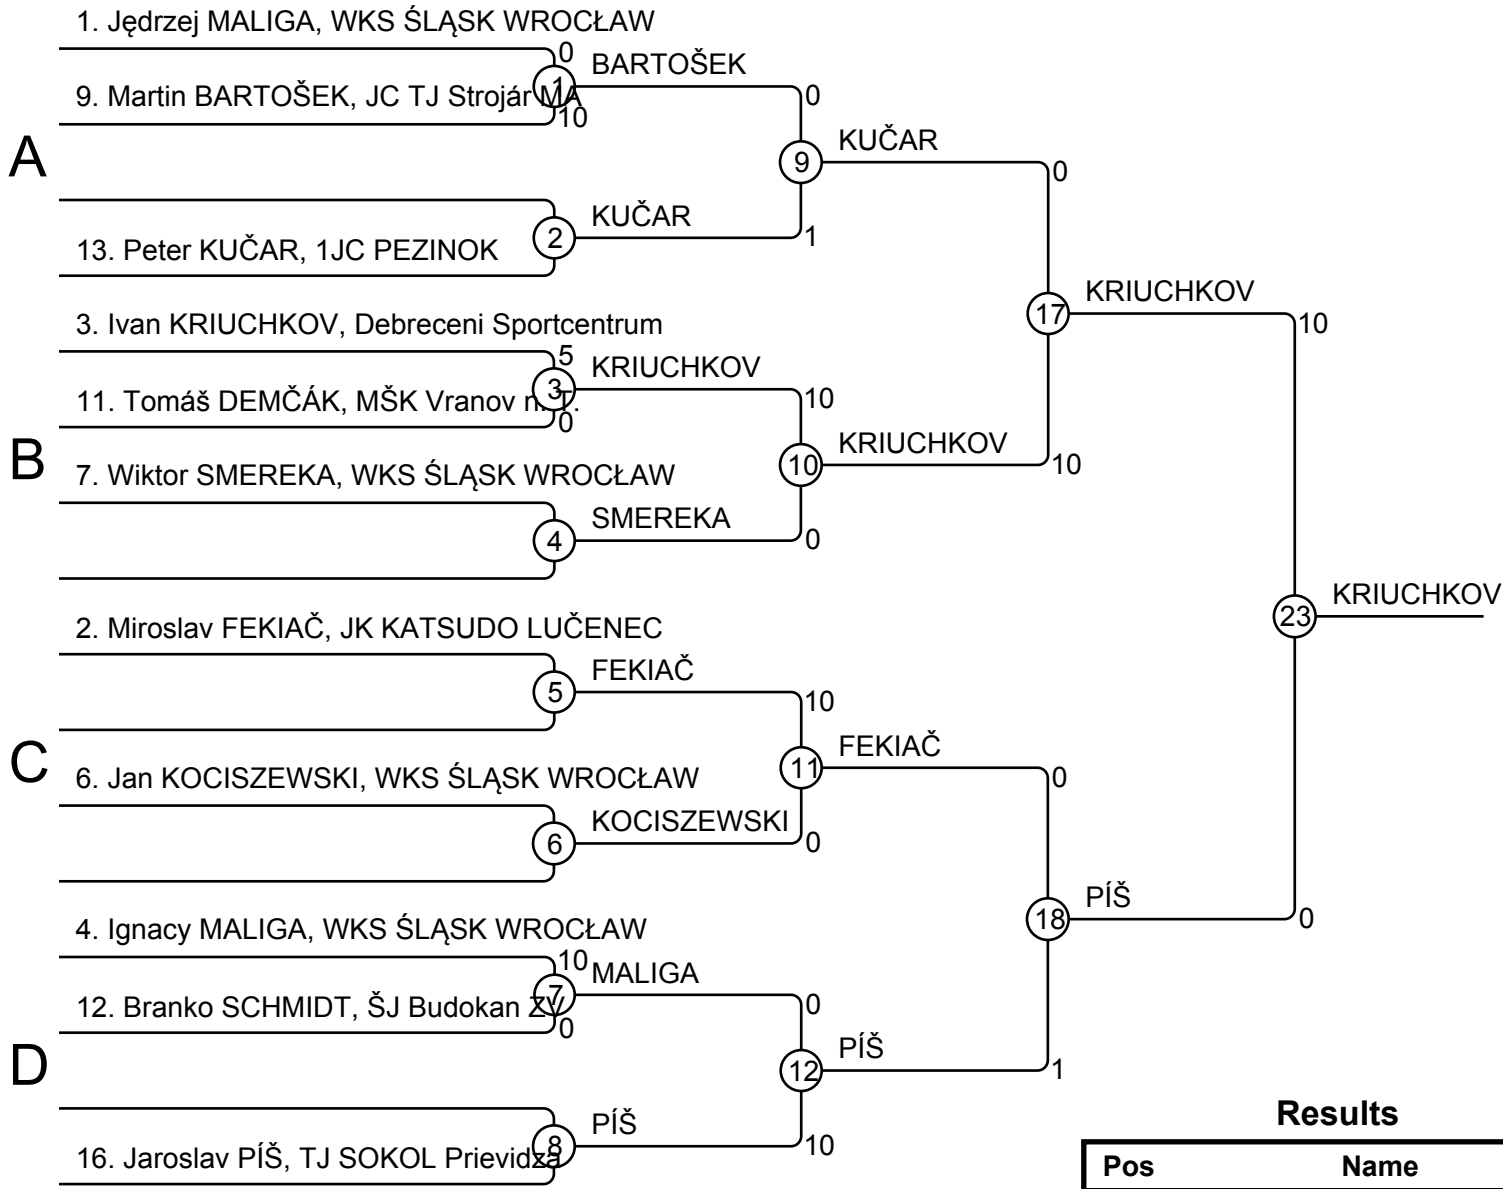 1. Jędrzej MALIGA, WKS ŚLĄSK WROCŁAW
0
BARTOŠEK
1
9. Martin BARTOŠEK, JC TJ Strojár MA
10
0
A
9
KUČAR
0
KUČAR
2
1
13. Peter KUČAR, 1JC PEZINOK
3. Ivan KRIUCHKOV, Debreceni Sportcentrum
17
KRIUCHKOV
10
5
KRIUCHKOV
3
11. Tomáš DEMČÁK, MŠK Vranov n. T.
0
10
B
10
KRIUCHKOV
10
7. Wiktor SMEREKA, WKS ŚLĄSK WROCŁAW
SMEREKA
4
0
23
KRIUCHKOV
2. Miroslav FEKIAČ, JK KATSUDO LUČENEC
FEKIAČ
5
10
C
11
FEKIAČ
0
6. Jan KOCISZEWSKI, WKS ŚLĄSK WROCŁAW
KOCISZEWSKI
6
0
18
PÍŠ
0
4. Ignacy MALIGA, WKS ŚLĄSK WROCŁAW
10
MALIGA
7
12. Branko SCHMIDT, ŠJ Budokan ZV
0
0
D
12
PÍŠ
1
PÍŠ
8
10
16. Jaroslav PÍŠ, TJ SOKOL Prievidza
Results
Pos Name